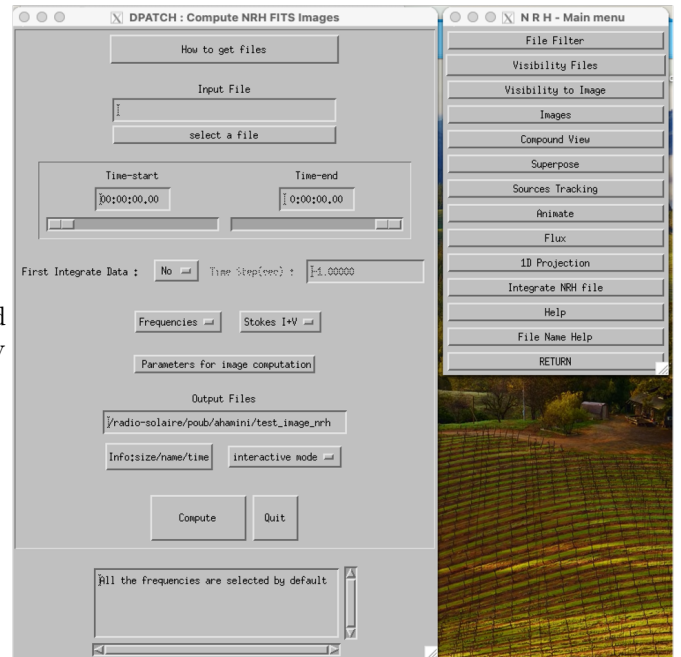 DPATCH : Compute NRH FITS Images
How to get files
Input File
select a file
Time-start Time-end
00:00:00.00 0:00:00.00
First Integrate Data : No Time Step(sec) : -1.00000
Frequencies Stokes I+V
Parameters for image computation
Output Files
/radio-solaire/poub/ahamini/test_image_nrh
Info:size/name/time interactive mode
Compute Quit
All the frequencies are selected by default
N R H - Main menu
File Filter
Visibility Files
Visibility to Image
Images
Compound View
Superpose
Sources Tracking
Animate
Flux
1D Projection
Integrate NRH file
Help
File Name Help
RETURN